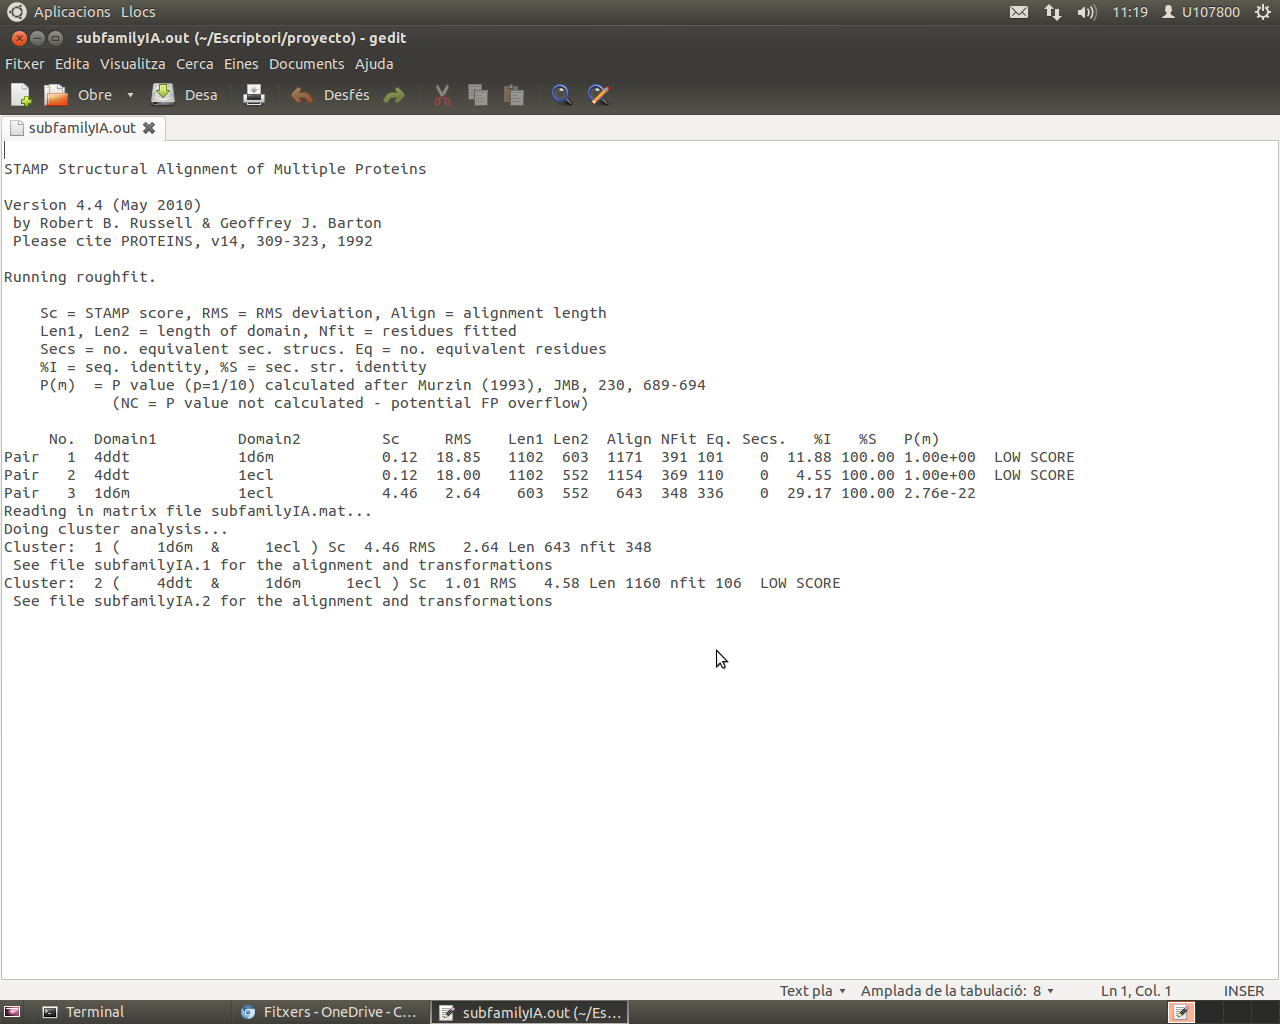 Aplicacions Llocs 11:19 U107800
subfamilyIA.out (~/Escriptori/proyecto) - gedit
Fitxer Edita Visualitza Cerca Eines Documents Ajuda
Obre Desa Desfés
subfamilyIA.out
STAMP Structural Alignment of Multiple Proteins
Version 4.4 (May 2010)
by Robert B. Russell & Geoffrey J. Barton
Please cite PROTEINS, v14, 309-323, 1992
Running roughfit.
Sc = STAMP score, RMS = RMS deviation, Align = alignment length
Len1, Len2 = length of domain, Nfit = residues fitted
Secs = no. equivalent sec. strucs. Eq = no. equivalent residues
%I = seq. identity, %S = sec. str. identity
P(m)  = P value (p=1/10) calculated after Murzin (1993), JMB, 230, 689-694
(NC = P value not calculated - potential FP overflow)
No.  Domain1         Domain2         Sc     RMS    Len1 Len2  Align NFit Eq. Secs.   %I   %S   P(m)
Pair   1  4ddt            1d6m            0.12  18.85   1102  603  1171  391 101    0  11.88 100.00 1.00e+00  LOW SCORE
Pair   2  4ddt            1ecl            0.12  18.00   1102  552  1154  369 110    0   4.55 100.00 1.00e+00  LOW SCORE
Pair   3  1d6m            1ecl            4.46   2.64    603  552   643  348 336    0  29.17 100.00 2.76e-22
Reading in matrix file subfamilyIA.mat...
Doing cluster analysis...
Cluster:  1 (    1d6m  &     1ecl ) Sc  4.46 RMS   2.64 Len 643 nfit 348
See file subfamilyIA.1 for the alignment and transformations
Cluster:  2 (    4ddt  &     1d6m     1ecl ) Sc  1.01 RMS   4.58 Len 1160 nfit 106  LOW SCORE
See file subfamilyIA.2 for the alignment and transformations
Text pla Amplada de la tabulació: 8 Ln 1, Col. 1 INSER
Terminal Fitxers - OneDrive - C... subfamilyIA.out (~/Es...